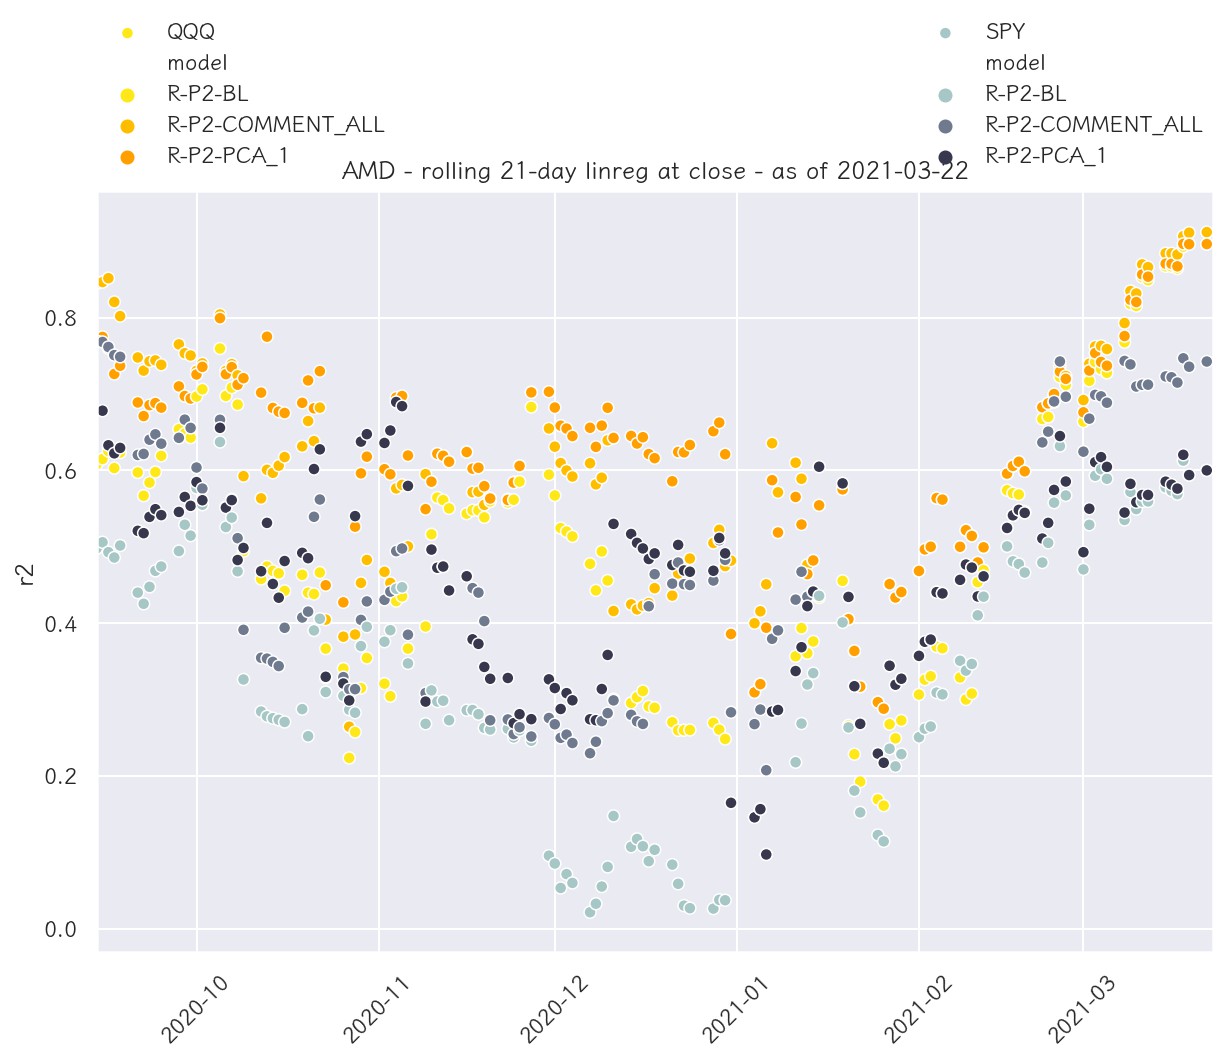 QQQ
model
R-P2-BL
R-P2-COMMENT_ALL
R-P2-PCA_1
SPY
model
R-P2-BL
R-P2-COMMENT_ALL
R-P2-PCA_1
AMD - rolling 21-day linreg at close - as of 2021-03-22
r2
0.8
0.6
0.4
0.2
0.0
2020-10
2020-11
2020-12
2021-01
2021-02
2021-03